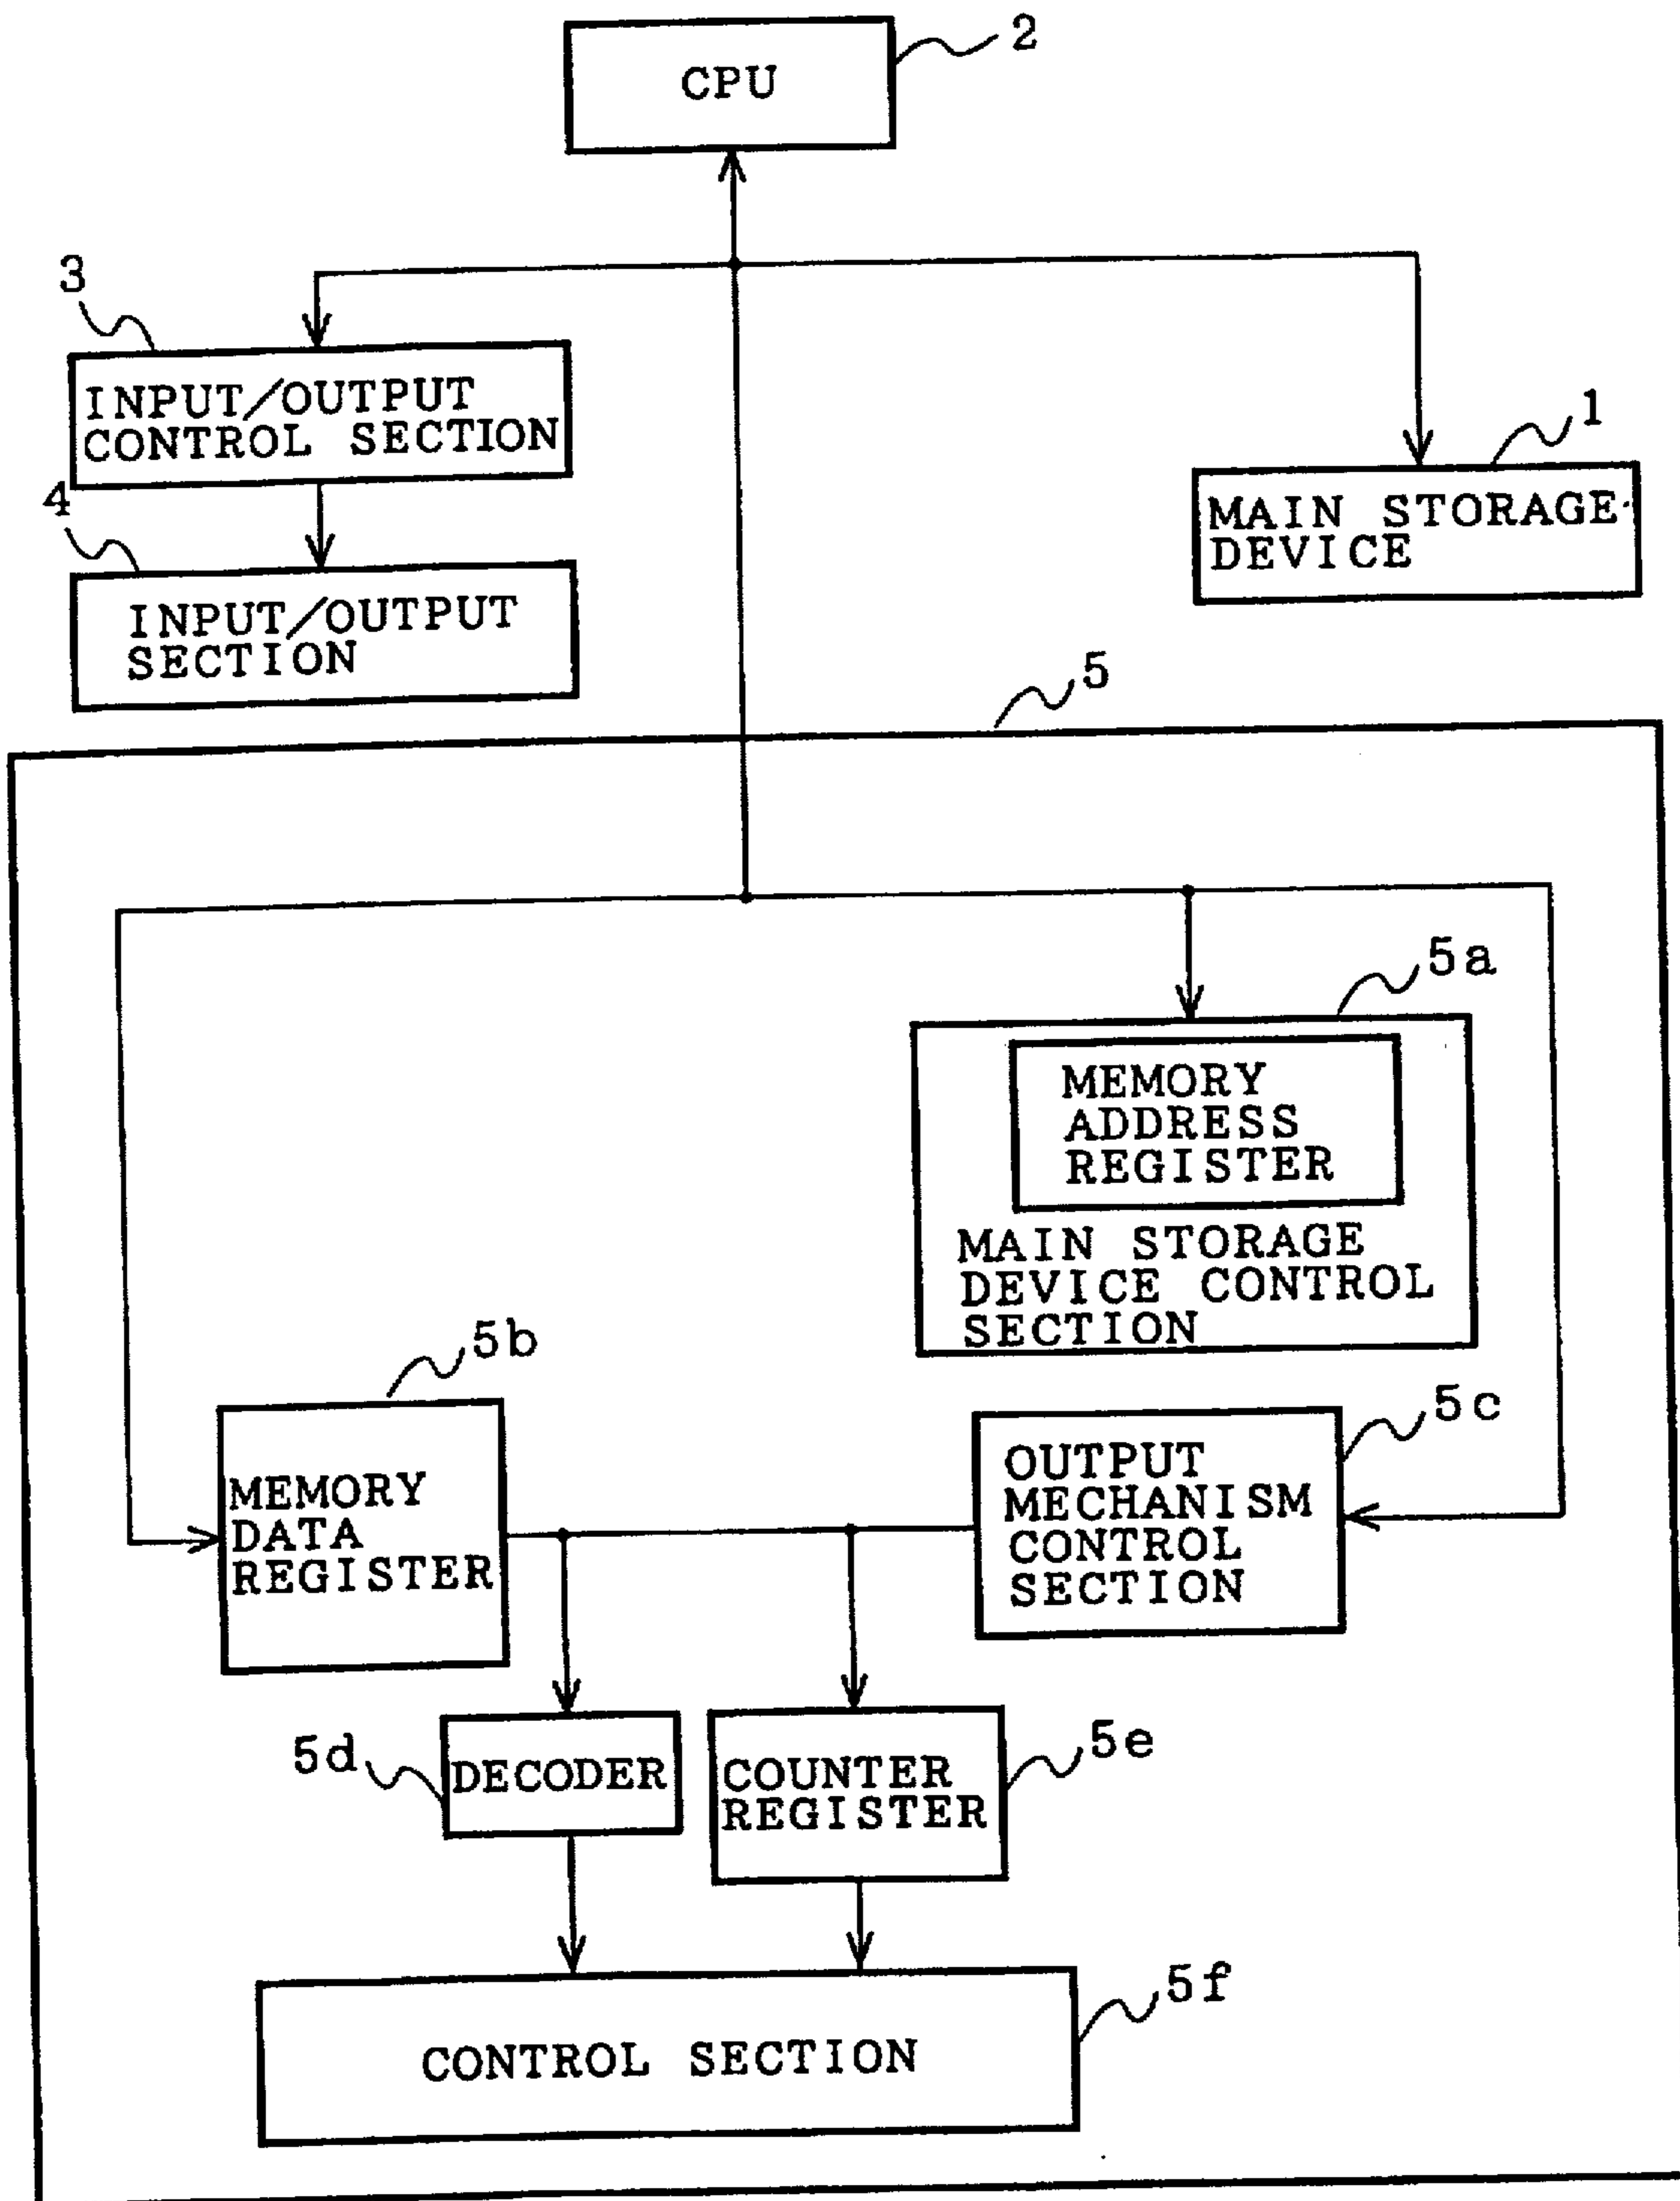 CPU
2
3
INPUT/OUTPUT
CONTROL SECTION
1
MAIN STORAGE
DEVICE
4
INPUT/OUTPUT
SECTION
5
5a
MEMORY
ADDRESS
REGISTER
MAIN STORAGE
DEVICE CONTROL
SECTION
5b
MEMORY
DATA
REGISTER
5c
OUTPUT
MECHANISM
CONTROL
SECTION
5d
DECODER
COUNTER
REGISTER
5e
5f
CONTROL SECTION